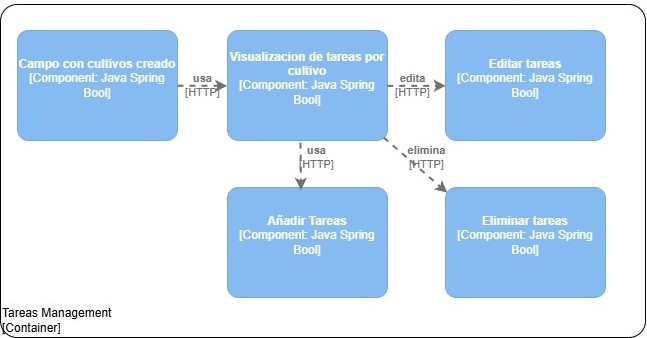 Campo con cultivos creado
[Component: Java Spring
Bool]
usa
[HTTP]
Visualizacion de tareas por
cultivo
[Component: Java Spring
Bool]
edita
[HTTP]
Editar tareas
[Component: Java Spring
Bool]
usa
[HTTP]
elimina
[HTTP]
Añadir Tareas
[Component: Java Spring
Bool]
Eliminar tareas
[Component: Java Spring
Bool]
Tareas Management
[Container]